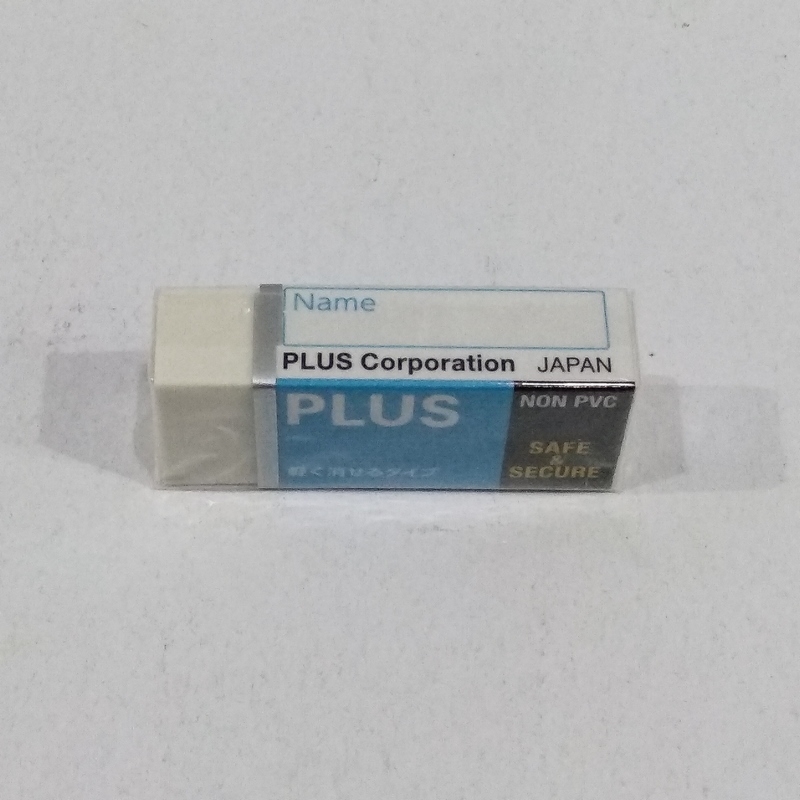 Name
PLUS Corporation JAPAN
PLUS
NON PVC
軽く消せるタイプ
SAFE
&
SECURE